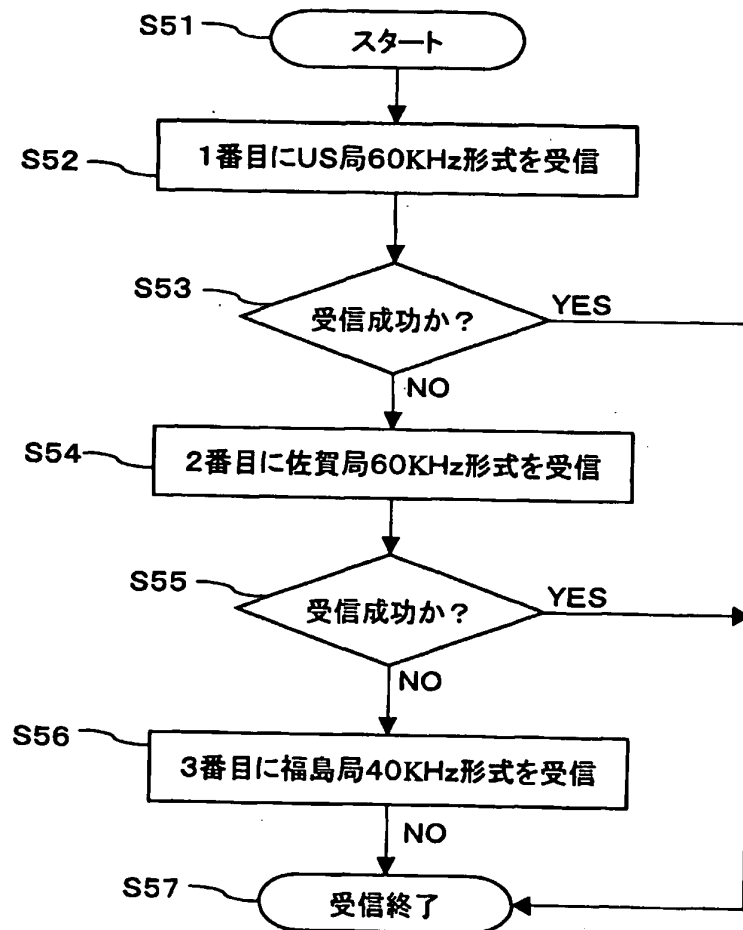 S51
スタート
S52
1番目にUS局60KHz形式を受信
S53
受信成功か？
YES
NO
S54
2番目に佐賀局60KHz形式を受信
S55
受信成功か？
YES
NO
S56
3番目に福島局40KHz形式を受信
NO
S57
受信終了